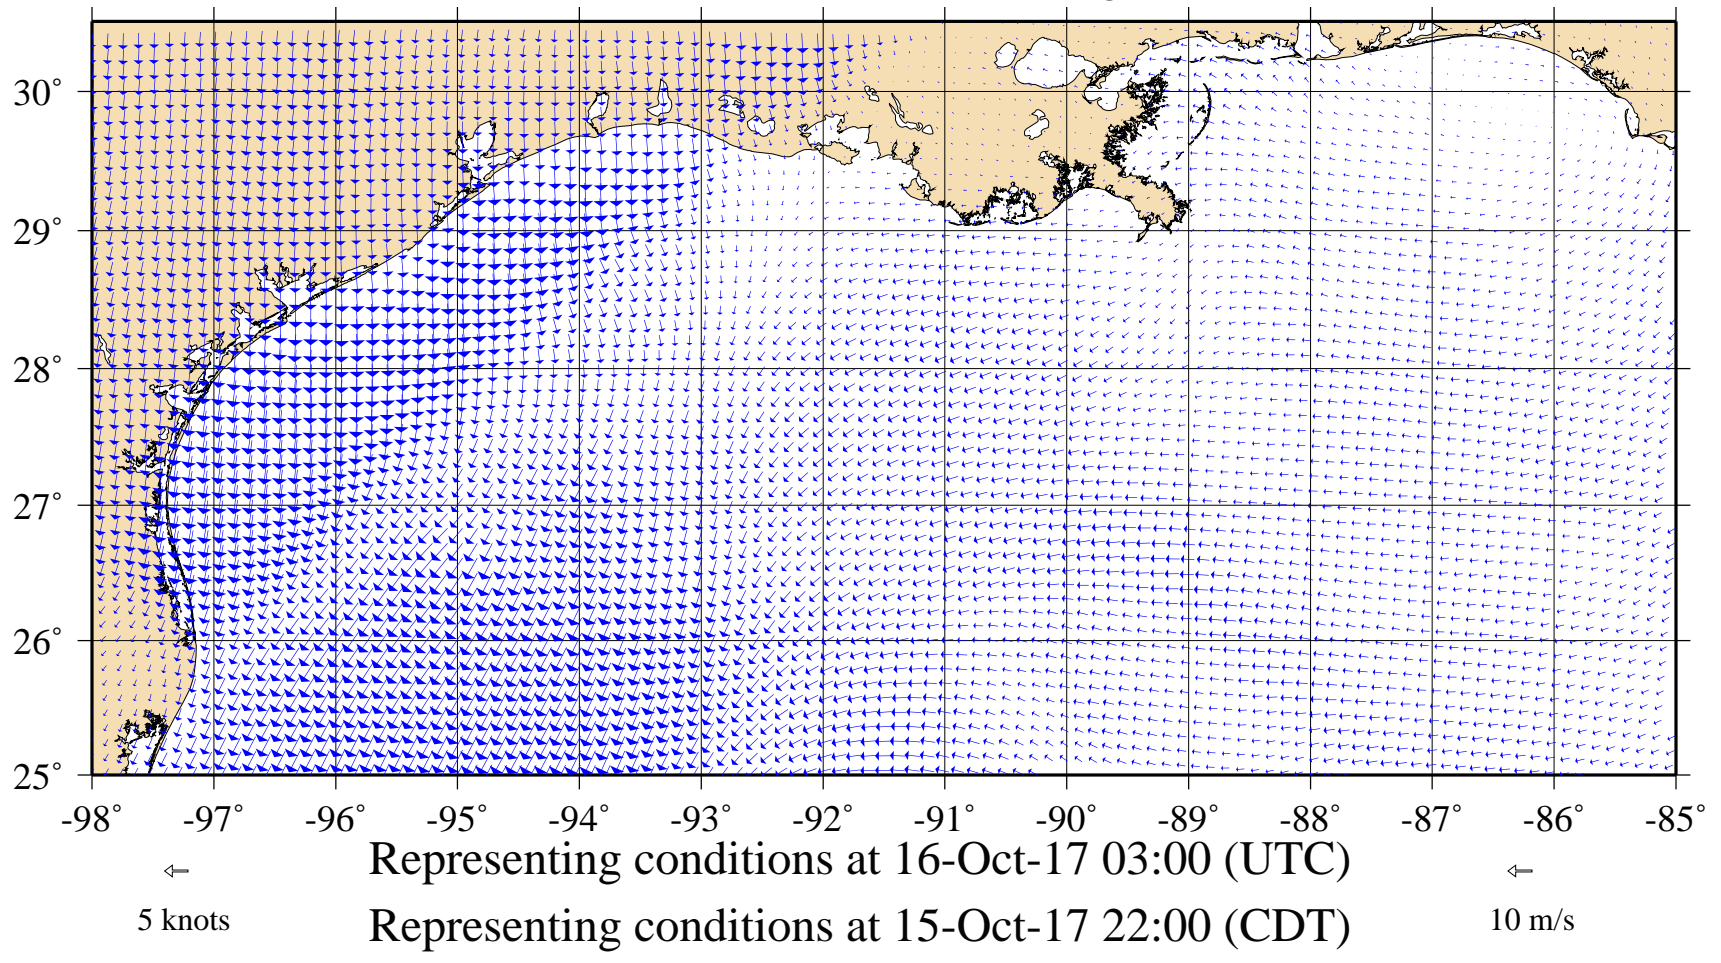 30°
29°
28°
27°
26°
25°
-98° -97° -96° -95° -94° -93° -92° -91° -90° -89° -88° -87° -86° -85°
Representing conditions at 16-Oct-17 03:00 (UTC)
5 knots
10 m/s
Representing conditions at 15-Oct-17 22:00 (CDT)